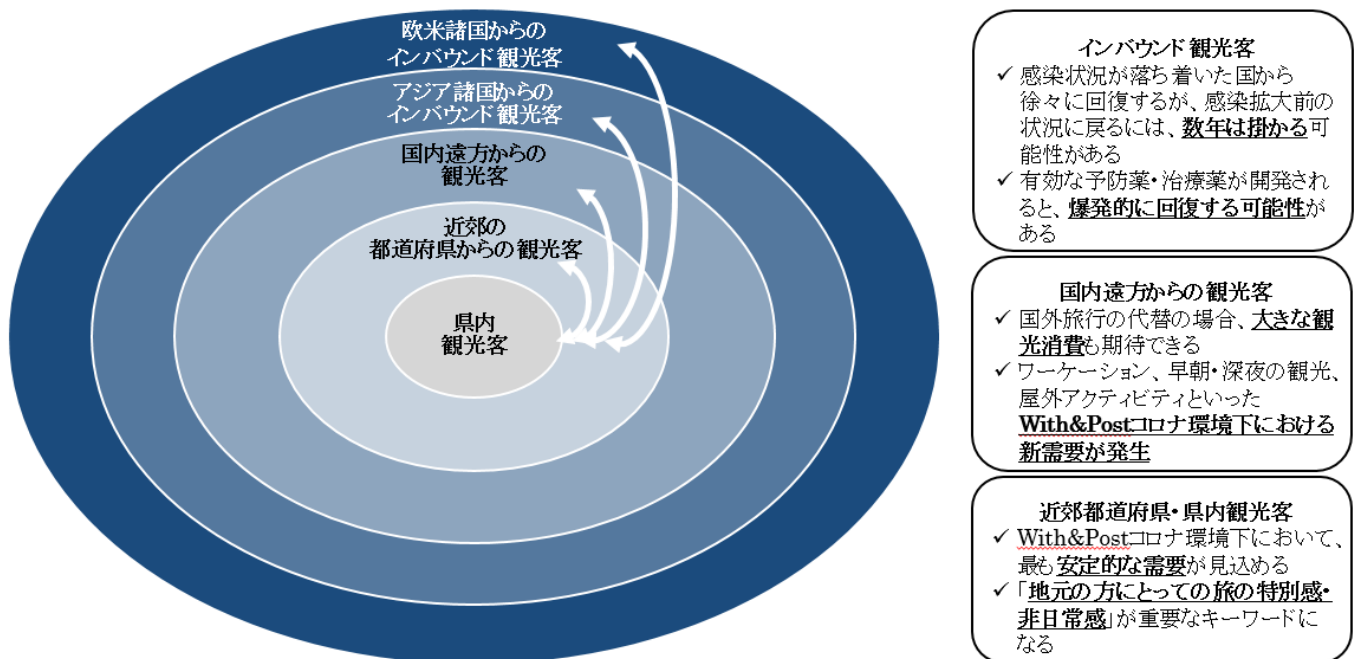 欧米諸国からの
インバウンド観光客
アジア諸国からの
インバウンド観光客
国内遠方からの
観光客
近郊の
都道府県からの観光客
県内
観光客
インバウンド観光客
✓ 感染状況が落ち着いた国から
徐々に回復するが、感染拡大前の
状況に戻るには、数年は掛かる可
能性がある
✓ 有効な予防薬・治療薬が開発され
ると、爆発的に回復する可能性が
ある
国内遠方からの観光客
✓ 国外旅行の代替の場合、大きな観
光消費も期待できる
✓ ワーケーション、早朝・深夜の観光、
屋外アクティビティといった
With&Postコロナ環境下における
新需要が発生
近郊都道府県・県内観光客
✓ With&Postコロナ環境下において、
最も安定的な需要が見込める
✓ 「地元の方にとっての旅の特別感・
非日常感」が重要なキーワードに
なる